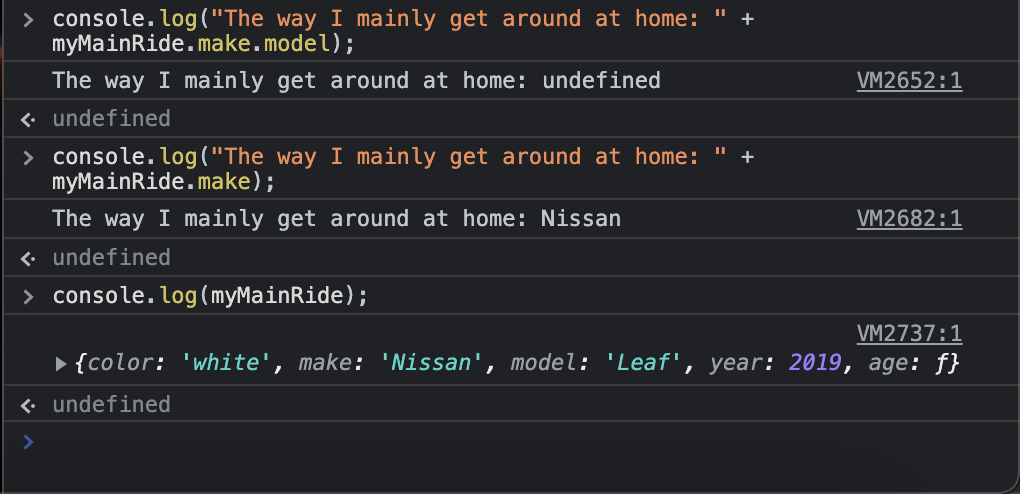 > console.log("The way I mainly get around at home: " +
myMainRide.make.model);
The way I mainly get around at home: undefined VM2652:1
undefined
> console.log("The way I mainly get around at home: " +
myMainRide.make);
The way I mainly get around at home: Nissan VM2682:1
undefined
> console.log(myMainRide);
VM2737:1
{color: 'white', make: 'Nissan', model: 'Leaf', year: 2019, age: ƒ}
undefined
>